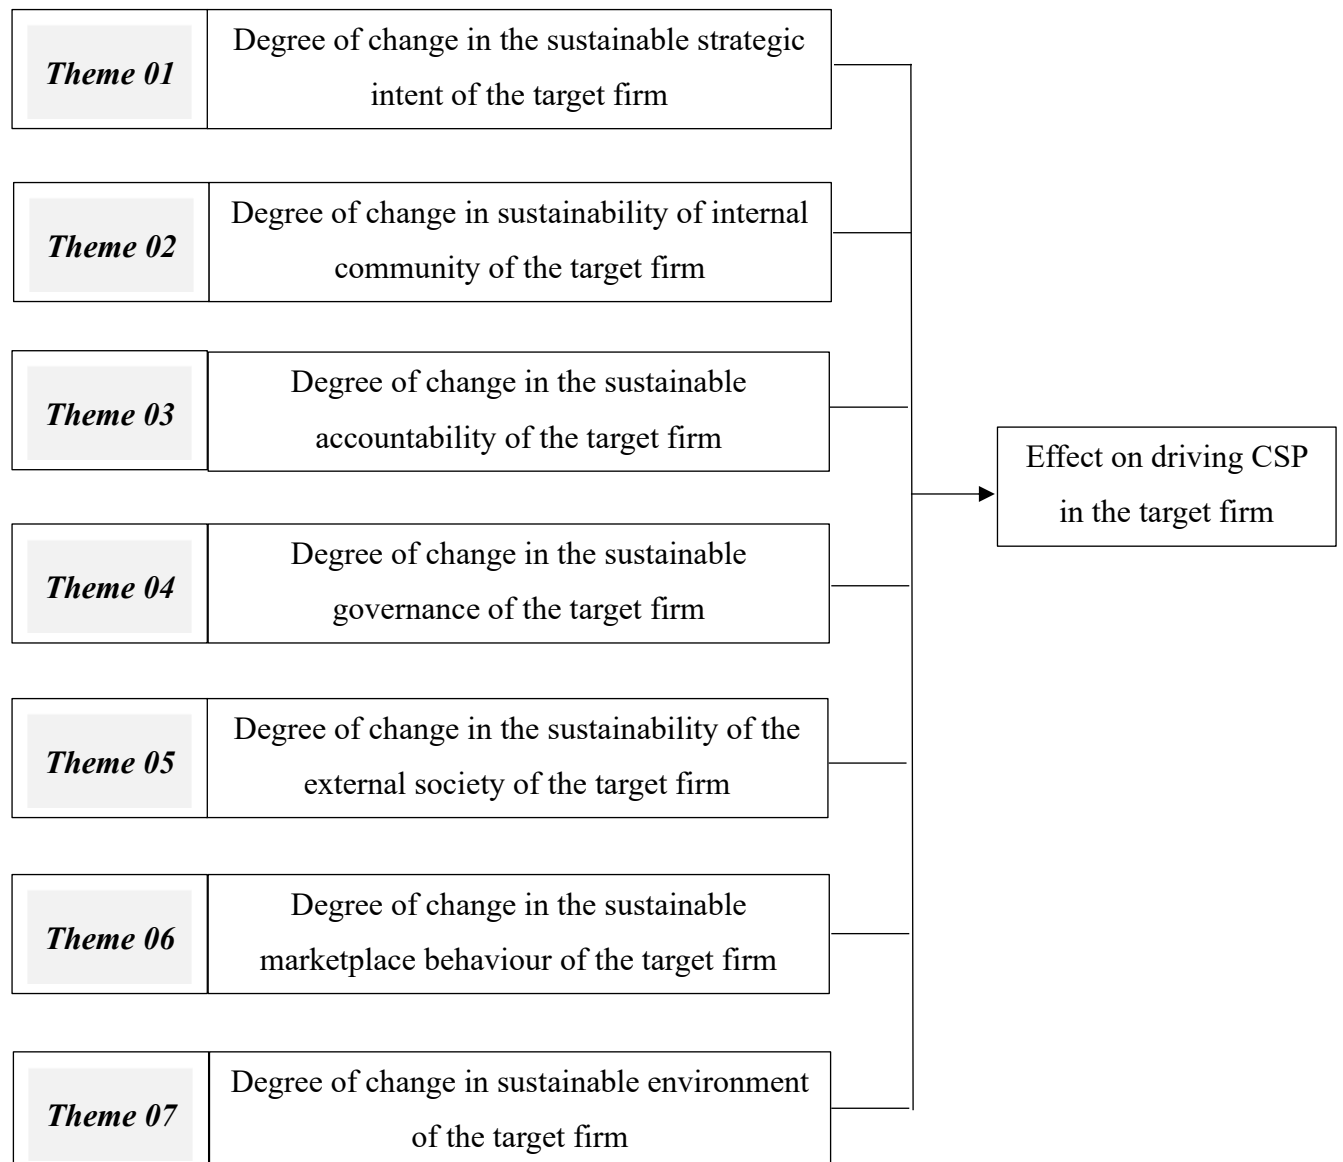 Theme 01
Degree of change in the sustainable strategic
intent of the target firm
Theme 02
Degree of change in sustainability of internal
community of the target firm
Theme 03
Degree of change in the sustainable
accountability of the target firm
Theme 04
Degree of change in the sustainable
governance of the target firm
Theme 05
Degree of change in the sustainability of the
external society of the target firm
Theme 06
Degree of change in the sustainable
marketplace behaviour of the target firm
Theme 07
Degree of change in sustainable environment
of the target firm
Effect on driving CSP
in the target firm